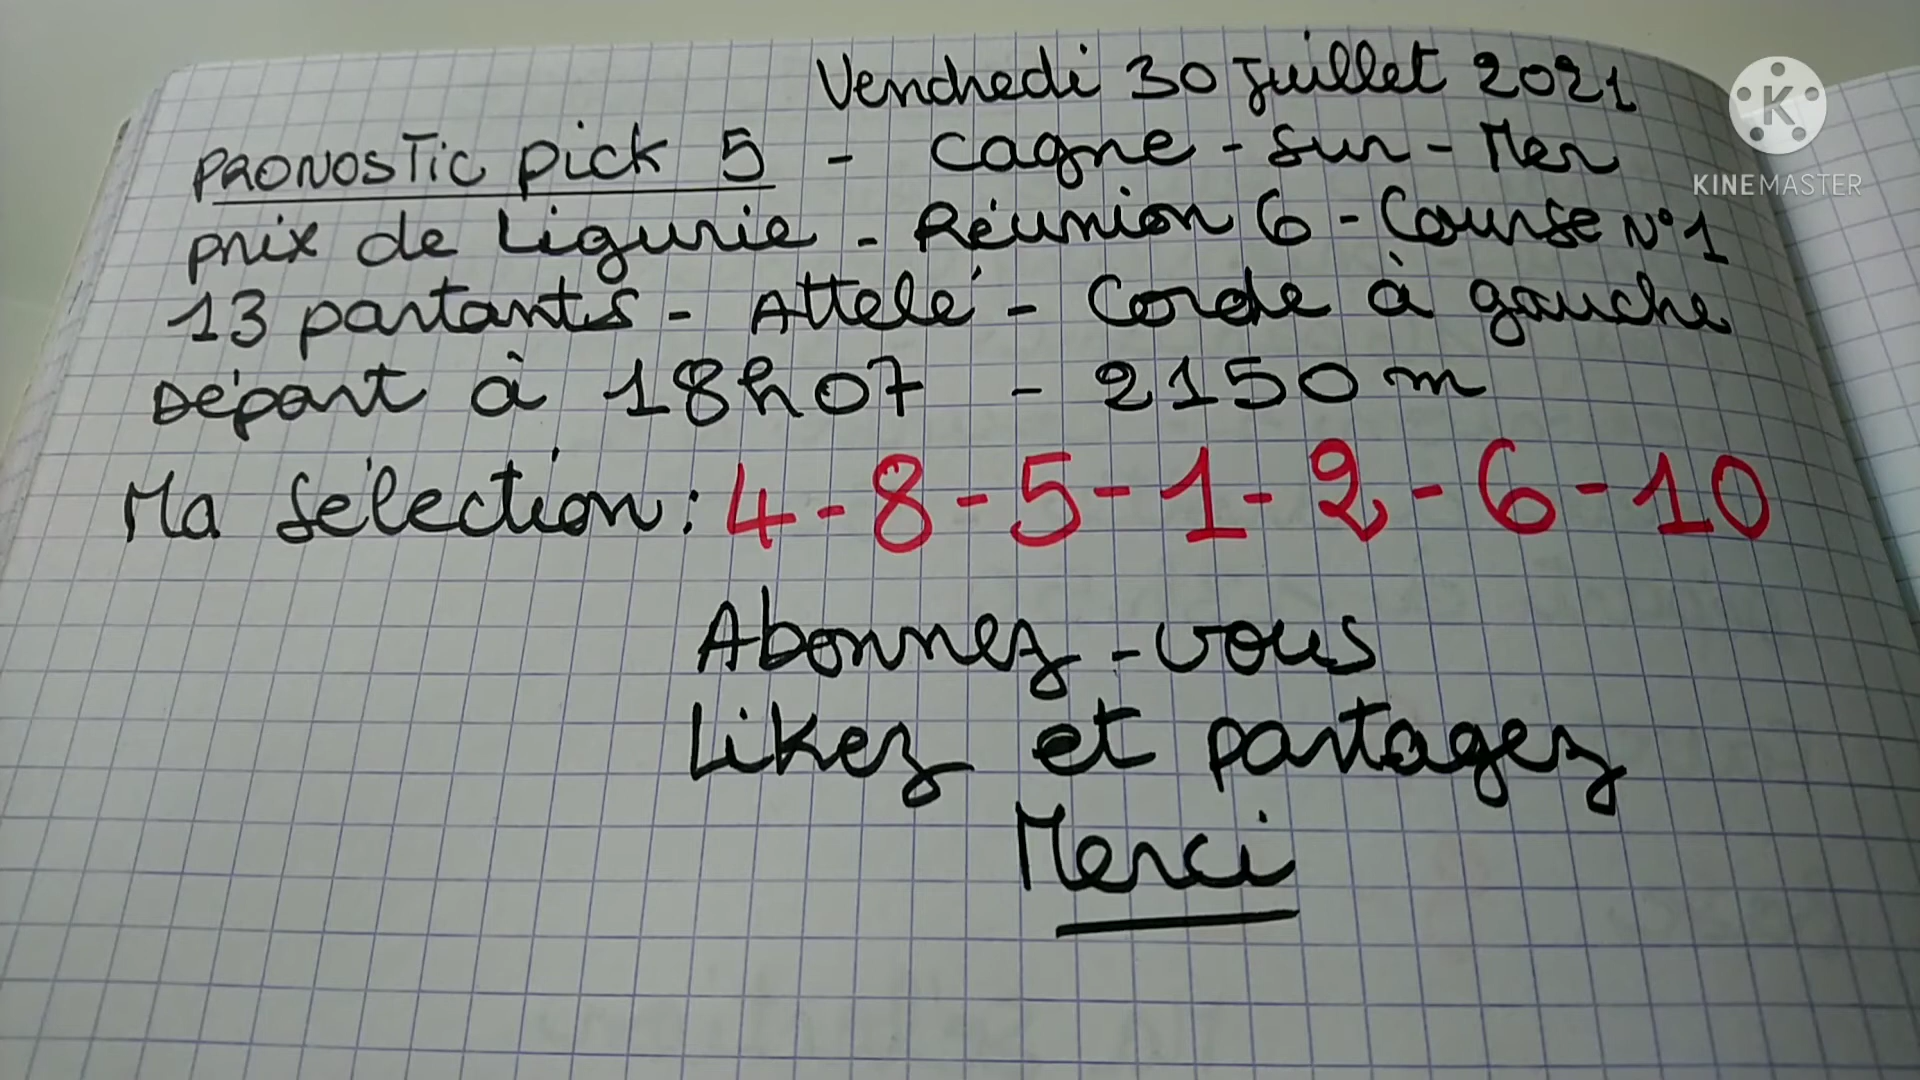 Vendredi 30 Juillet 2021
PRONOSTIC PICK 5 - Cagne-Sur-Mer
prix de Ligurie - Réunion 6 - Course N°1
13 partants - Attelé - Corde à gauche
Départ à 18h07 - 2150 m
Ma Sélection : 4 - 8 - 5 - 1 - 2 - 6 - 10
Abonnez-vous
Likez et partagez
Merci
K
KINEMASTER